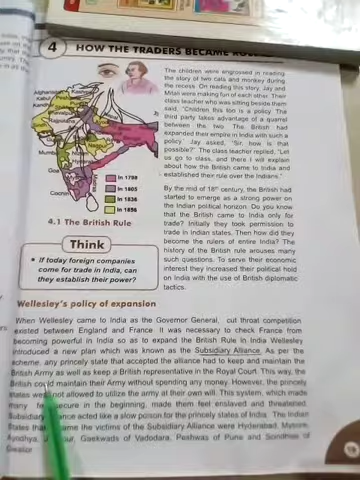 4 HOW THE TRADERS BECAME
The children were engrossed in reading
the story of two cats and monkey during
the recess. On reading this story, Jay and
Mitali were making fun of each other. Their
class teacher who was sitting beside them
said, "Children this too is a policy. The
third party takes advantage of a quarrel
between the two. The British had
expanded their empire in India with such a
policy." Jay asked, "Sir, how is that
possible?" The class teacher replied, "Let
us go to class, and there I will explain
about how the British came to India and
established their rule over the Indians."
By the mid of 18th century, the British had
started to emerge as a strong power on
the Indian political horizon. Do you know
that the British came to India only for
trade? Initially they took permission to
trade in Indian states. Then how did they
become the rulers of entire India? The
history of the British rule arouses many
such questions. To serve their economic
interest they increased their political hold
on India with the use of British diplomatic
tactics.
Afghanistan
Kabul
Goa
Cochin
In 1798
In 1805
In 1836
In 1856
4.1 The British Rule
Think
• If today foreign companies
come for trade in India, can
they establish their power?
Wellesley's policy of expansion
When Wellesley came to India as the Governor General, cut throat competition
existed between England and France. It was necessary to check France from
becoming powerful in India so as to expand the British Rule in India. Wellesley
introduced a new plan which was known as the Subsidiary Alliance. As per the
scheme, any princely state that accepted the alliance had to keep and maintain the
British Army as well as keep a British representative in the Royal Court. This way, the
British could maintain their Army without spending any money. However, the princely
states were not allowed to utilize the army at their own will. This system, which made
many secure in the beginning, made them feel enslaved and threatened.
Subsidiary acted like a slow poison for the princely states of India. The Indian
States that the victims of the Subsidiary Alliance were Hyderabad, Mysore,
Ayodhya, Gaekwads of Vadodara, Peshwas of Pune and Sondhias of
Gwalior